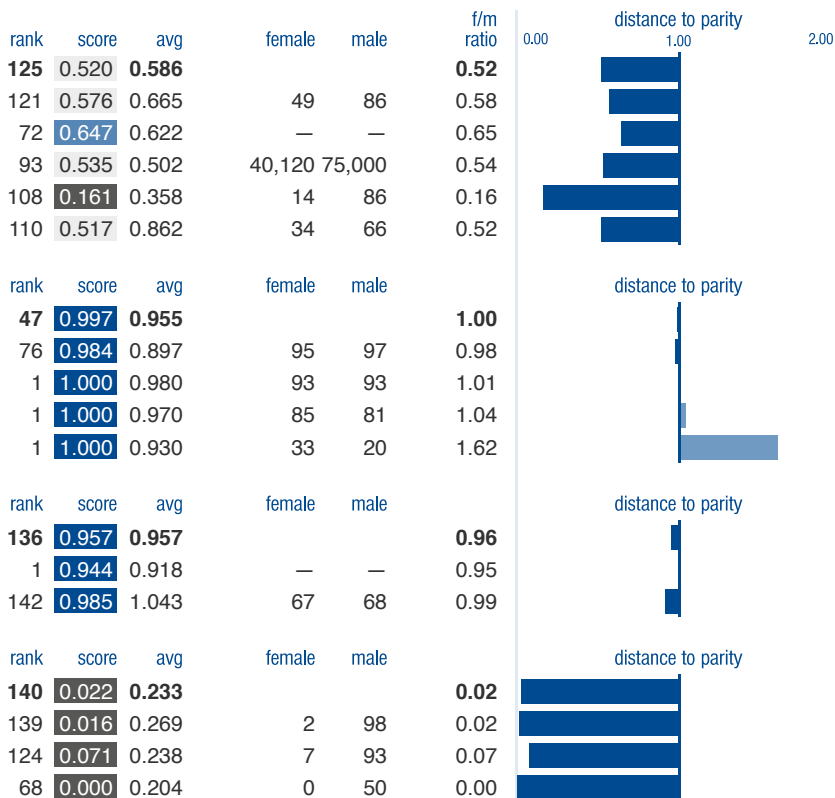 rank score avg female male f/m ratio distance to parity
0.00 1.00 2.00
125 0.520 0.586 0.52
121 0.576 0.665 49 86 0.58
72 0.647 0.622 — — 0.65
93 0.535 0.502 40,120 75,000 0.54
108 0.161 0.358 14 86 0.16
110 0.517 0.862 34 66 0.52
rank score avg female male distance to parity
47 0.997 0.955 1.00
76 0.984 0.897 95 97 0.98
1 1.000 0.980 93 93 1.01
1 1.000 0.970 85 81 1.04
1 1.000 0.930 33 20 1.62
rank score avg female male distance to parity
136 0.957 0.957 0.96
1 0.944 0.918 — — 0.95
142 0.985 1.043 67 68 0.99
rank score avg female male distance to parity
140 0.022 0.233 0.02
139 0.016 0.269 2 98 0.02
124 0.071 0.238 7 93 0.07
68 0.000 0.204 0 50 0.00